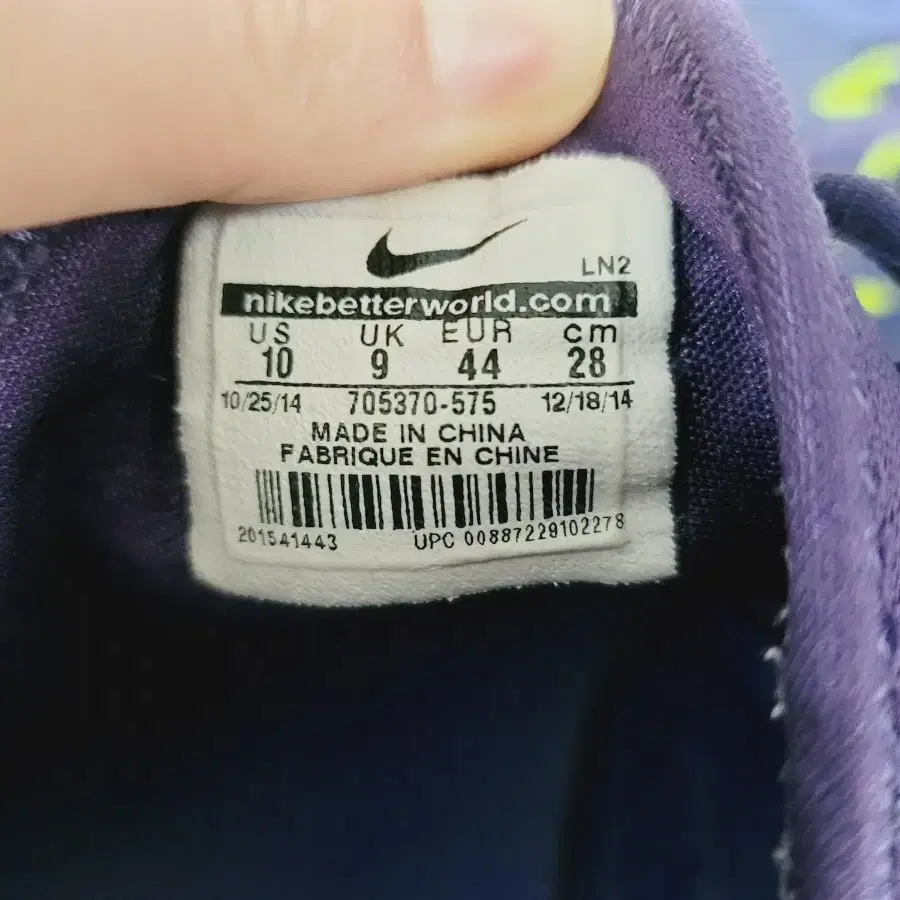 LN2
nikebetterworld.com
US UK EUR cm
10 9 44 28
10/25/14 705370-575 12/18/14
MADE IN CHINA
FABRIQUE EN CHINE
201541443 UPC 00887229102278